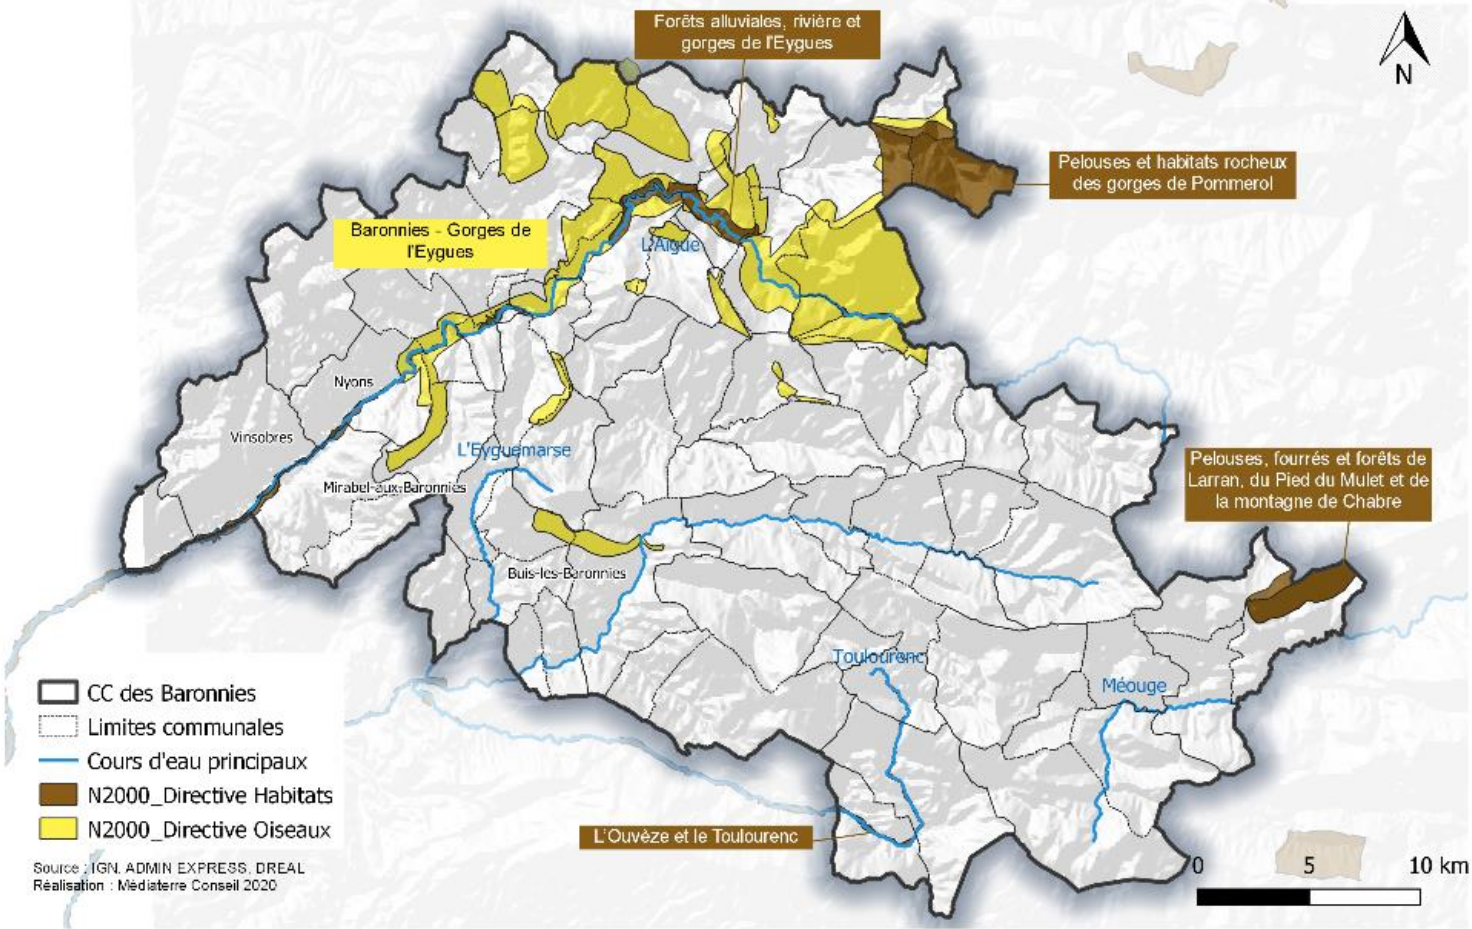 Forêts alluviales, rivière et
gorges de l'Eygues
N
Pelouses et habitats rocheux
des gorges de Pommerol
Baronnies - Gorges de
l'Eygues
L'Aigue
Nyons
Vinsobres
L'Eyguemarse
Mirabel-aux-Baronnies
Pelouses, fourrés et forêts de
Larran, du Pied du Mulet et de
la montagne de Chabre
Buis-les-Baronnies
Toulourenc
Méouge
L'Ouvèze et le Toulourenc
CC des Baronnies
Limites communales
Cours d'eau principaux
N2000_Directive Habitats
N2000_Directive Oiseaux
Source : IGN, ADMIN EXPRESS, DREAL
Réalisation : Médiaterre Conseil 2020
0 5 10 km